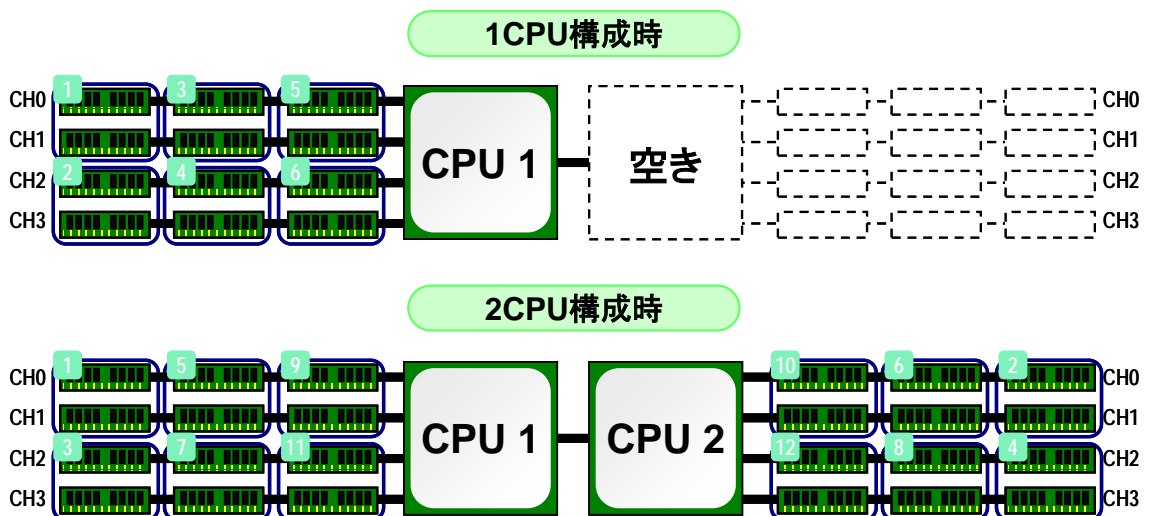 1CPU構成時
1 3 5
CH0 CH0
CH1 CH1
CPU 1 空き
2 4 6
CH2 CH2
CH3 CH3
2CPU構成時
1 5 9 10 6 2
CH0 CH0
CH1 CH1
CPU 1 CPU 2
3 7 11 12 8 4
CH2 CH2
CH3 CH3